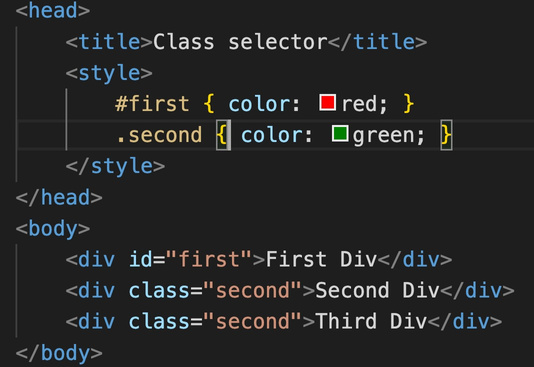 <head>
<title>Class selector</title>
<style>
#first { color: red; }
.second { color: green; }
</style>
</head>
<body>
<div id="first">First Div</div>
<div class="second">Second Div</div>
<div class="second">Third Div</div>
</body>